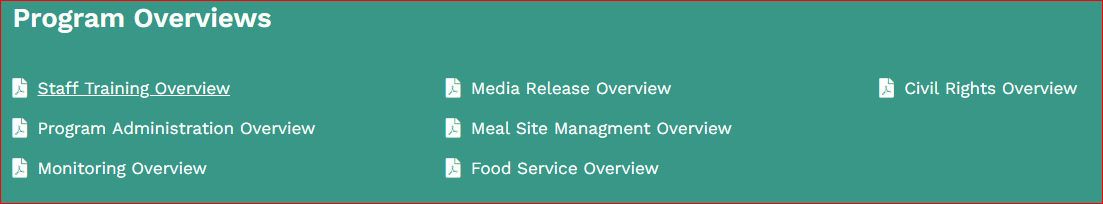 Program Overviews
Staff Training Overview
Program Administration Overview
Monitoring Overview
Media Release Overview
Meal Site Managment Overview
Food Service Overview
Civil Rights Overview